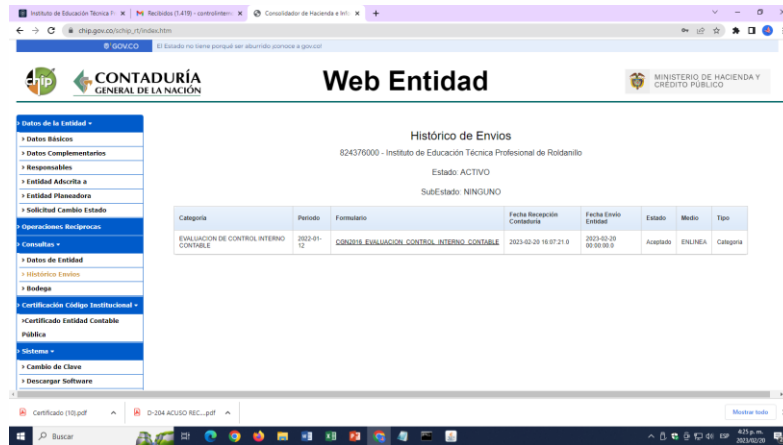 Instituto de Educación Técnica Pr
Recibidos (1.419) - controlintern
Consolidador de Hacienda e Info
chip.gov.co/schip_rt/index.htm
GOV.CO
El Estado no tiene porqué ser aburrido ¡conoce a gov.co!
chip
CONTADURÍA
GENERAL DE LA NACIÓN
Web Entidad
MINISTERIO DE HACIENDA Y
CRÉDITO PÚBLICO
Datos de la Entidad
Datos Básicos
Datos Complementarios
Responsables
Entidad Adscrita a
Entidad Planeadora
Solicitud Cambio Estado
Operaciones Recíprocas
Consultas
Datos de Entidad
Histórico Envíos
Bodega
Certificación Código Institucional
Certificado Entidad Contable
Pública
Sistema
Cambio de Clave
Descargar Software
Histórico de Envios
824376000 - Instituto de Educación Técnica Profesional de Roldanillo
Estado: ACTIVO
SubEstado: NINGUNO
Categoría Periodo Formulario Fecha Recepción Contaduría Fecha Envio Entidad Estado Medio Tipo
EVALUACION DE CONTROL INTERNO CONTABLE 2022-01-12 CGN2016_EVALUACION_CONTROL_INTERNO_CONTABLE 2023-02-20 16:07:21.0 2023-02-20 00:00:00.0 Aceptado ENLINEA Categoria
Certificado (10).pdf
D-204 ACUSO REC....pdf
Mostrar todo
Buscar
ESP
4:25 p. m.
2023/02/20